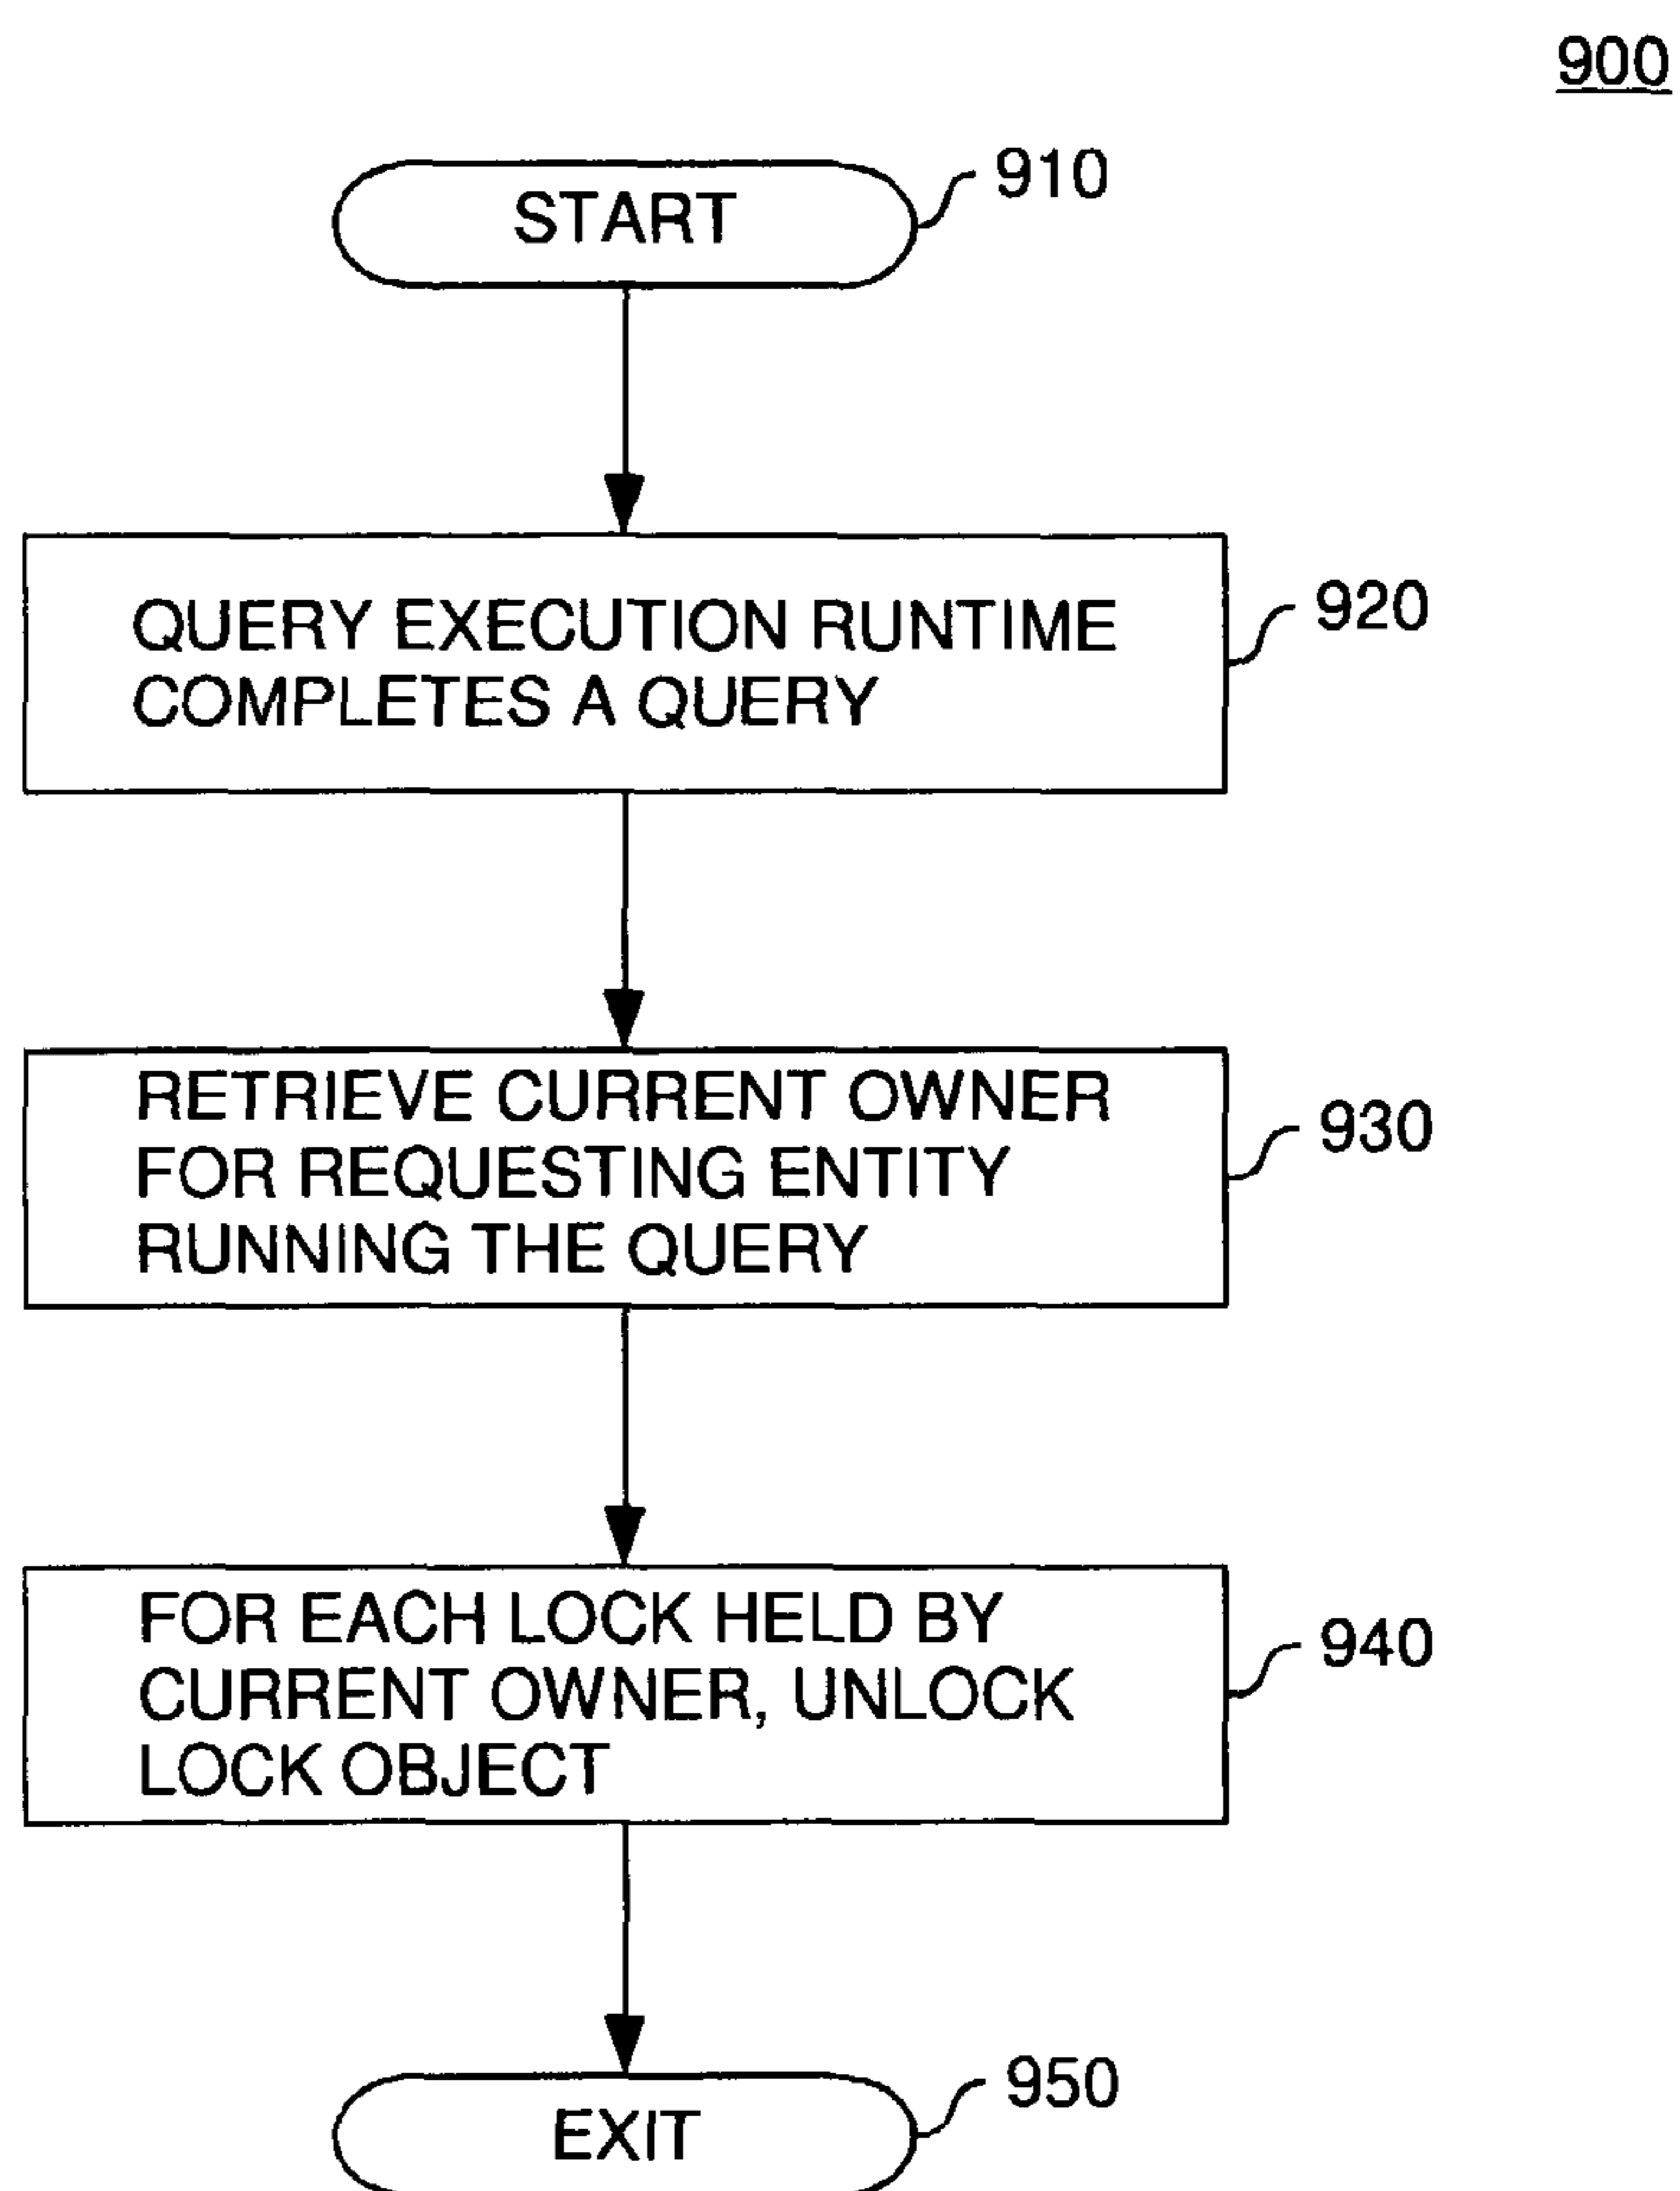 900
START
910
QUERY EXECUTION RUNTIME
COMPLETES A QUERY
920
RETRIEVE CURRENT OWNER
FOR REQUESTING ENTITY
RUNNING THE QUERY
930
FOR EACH LOCK HELD BY
CURRENT OWNER, UNLOCK
LOCK OBJECT
940
EXIT
950